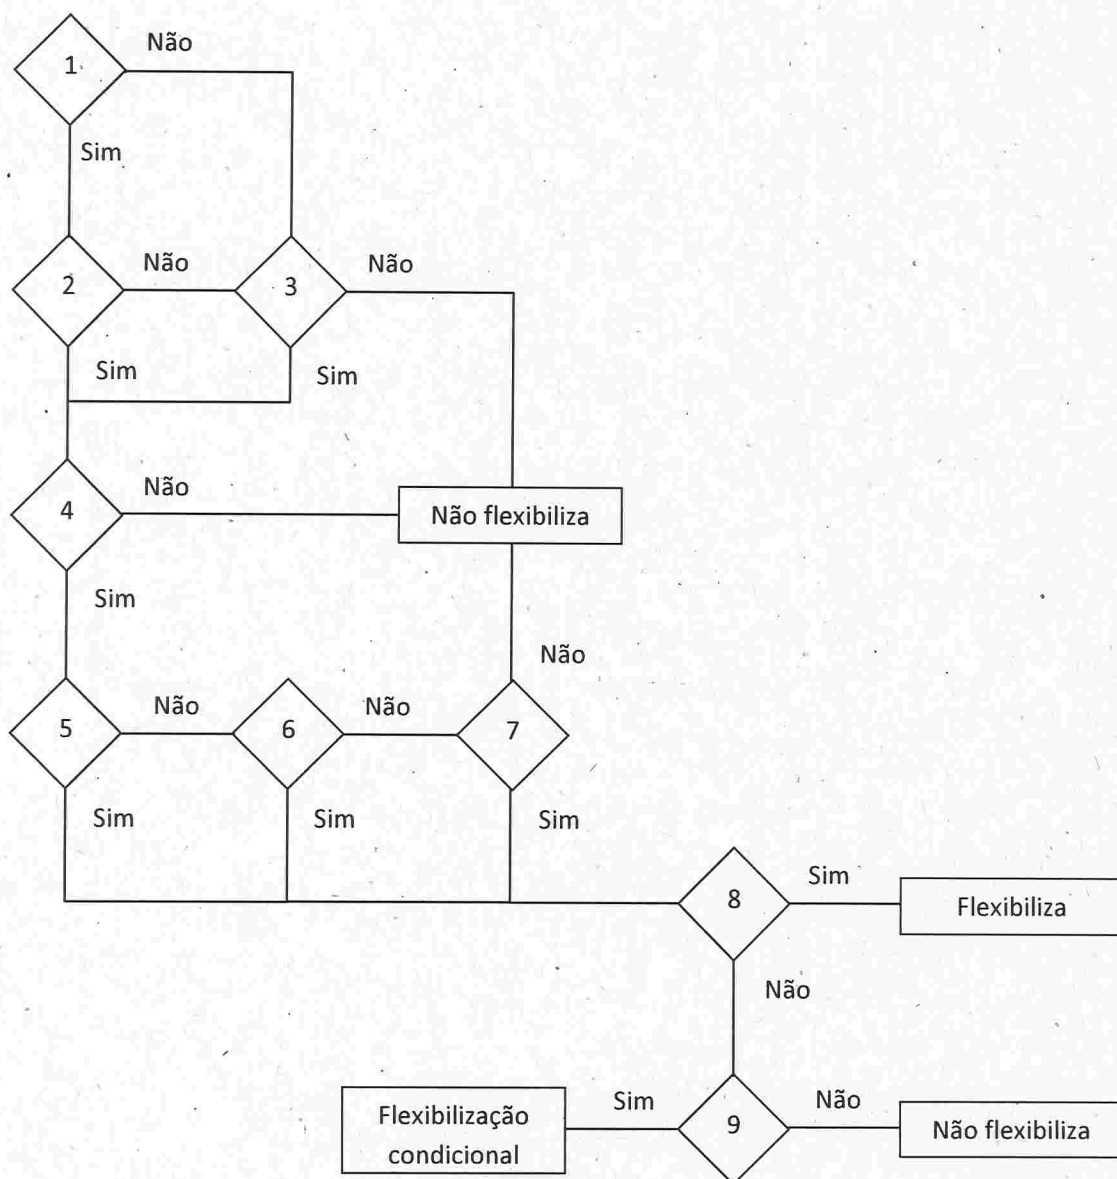 Não
1
Sim
Não
Não
2
3
Sim
Sim
Não
4
Não flexibiliza
Sim
Não
Não
Não
5
6
7
Sim
Sim
Sim
Sim
8
Flexibiliza
Não
Sim
Não
Flexibilização
condicional
9
Não flexibiliza